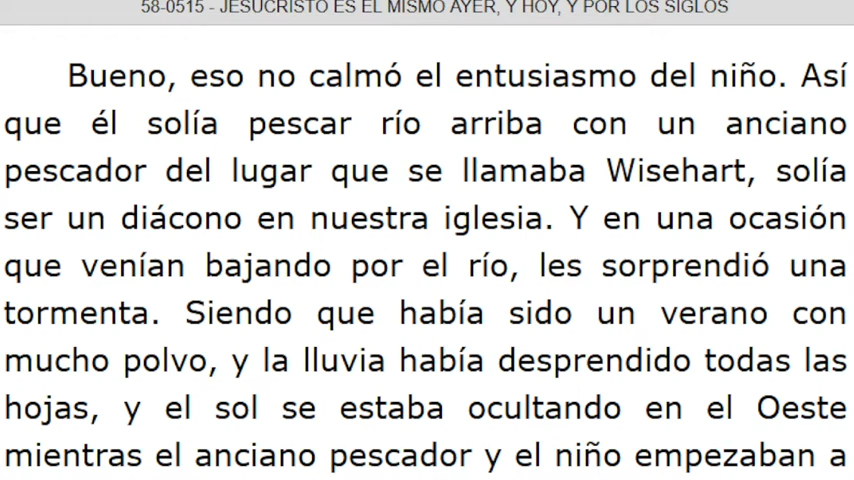 58-0515 - JESUCRISTO ES EL MISMO AYER, Y HOY, Y POR LOS SIGLOS
Bueno, eso no calmó el entusiasmo del niño. Así
que él solía pescar río arriba con un anciano
pescador del lugar que se llamaba Wisehart, solía
ser un diácono en nuestra iglesia. Y en una ocasión
que venían bajando por el río, les sorprendió una
tormenta. Siendo que había sido un verano con
mucho polvo, y la lluvia había desprendido todas las
hojas, y el sol se estaba ocultando en el Oeste
mientras el anciano pescador y el niño empezaban a